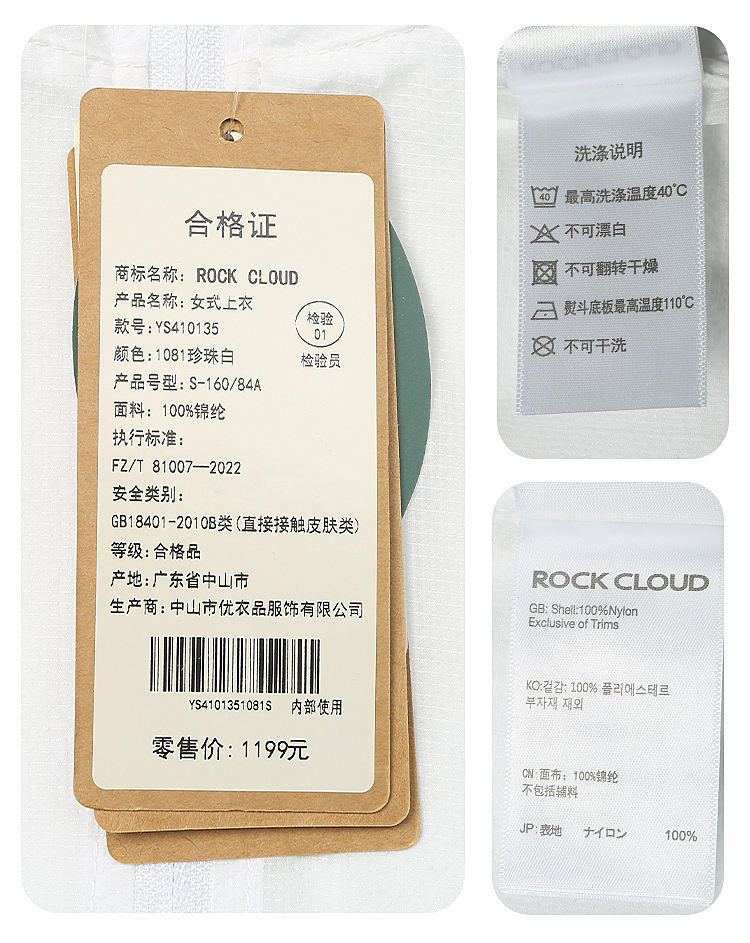 合格证
商标名称: ROCK CLOUD
产品名称: 女式上衣
款号: YS410135
颜色: 1081珍珠白
产品号型: S-160/84A
面料: 100%锦纶
执行标准:
FZ/T 81007—2022
安全类别:
GB18401-2010B类(直接接触皮肤类)
等级: 合格品
产地: 广东省中山市
生产商: 中山市优衣品服饰有限公司
检验
01
检验员
YS4101351081S 内部使用
零售价: 1199元
ROCK CLOUD
洗涤说明
40 最高洗涤温度40℃
不可漂白
不可翻转干燥
熨斗底板最高温度110℃
不可干洗
ROCK CLOUD
GB: Shell:100%Nylon
Exclusive of Trims
KO:겉감: 100% 폴리에스테르
부자재 재외
CN: 面布: 100%锦纶
不包括辅料
JP: 表地 ナイロン 100%